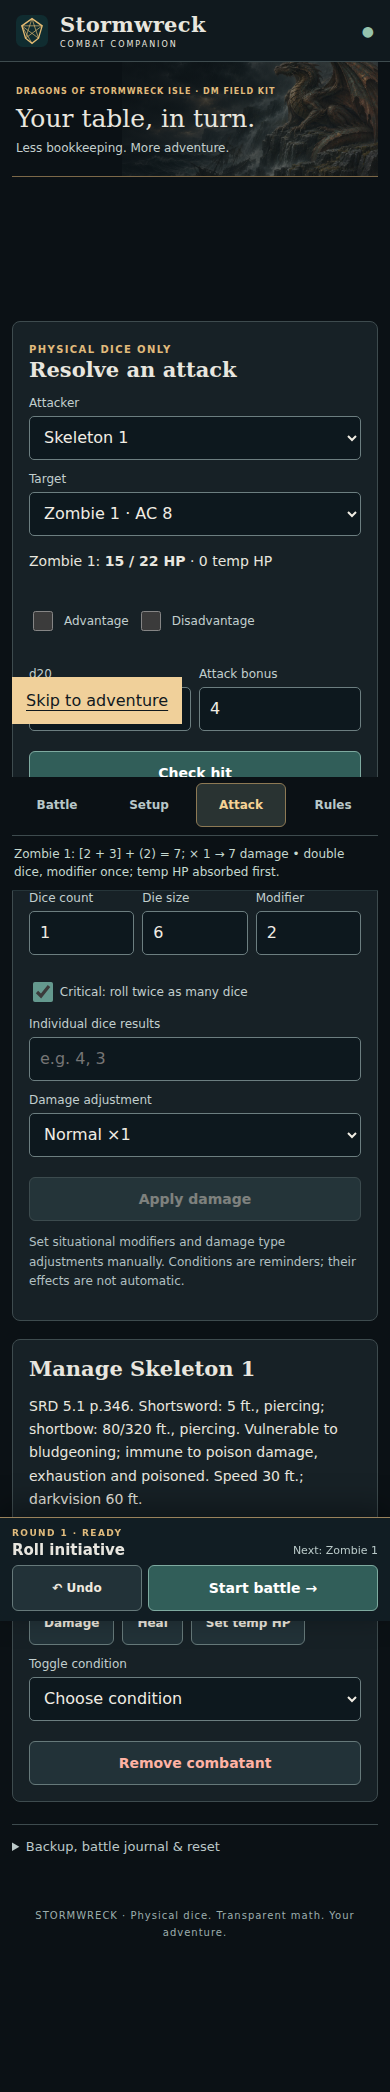 Stormwreck
COMBAT COMPANION
DRAGONS OF STORMWRECK ISLE · DM FIELD KIT
Your table, in turn.
Less bookkeeping. More adventure.
PHYSICAL DICE ONLY
Resolve an attack
Attacker
Skeleton 1
Target
Zombie 1 · AC 8
Zombie 1: 15 / 22 HP · 0 temp HP
Advantage
Disadvantage
d20
Attack bonus
Skip to adventure
4
Check hit
Battle
Setup
Attack
Rules
Zombie 1: [2 + 3] + (2) = 7; × 1 → 7 damage • double
dice, modifier once; temp HP absorbed first.
Dice count
Die size
Modifier
1
6
2
Critical: roll twice as many dice
Individual dice results
e.g. 4, 3
Damage adjustment
Normal ×1
Apply damage
Set situational modifiers and damage type
adjustments manually. Conditions are reminders; their
effects are not automatic.
Manage Skeleton 1
SRD 5.1 p.346. Shortsword: 5 ft., piercing;
shortbow: 80/320 ft., piercing. Vulnerable to
bludgeoning; immune to poison damage,
exhaustion and poisoned. Speed 30 ft.;
darkvision 60 ft.
ROUND 1 · READY
Roll initiative
Next: Zombie 1
↶ Undo
Start battle →
Damage
Heal
Set temp HP
Toggle condition
Choose condition
Remove combatant
▶ Backup, battle journal & reset
STORMWRECK · Physical dice. Transparent math. Your
adventure.